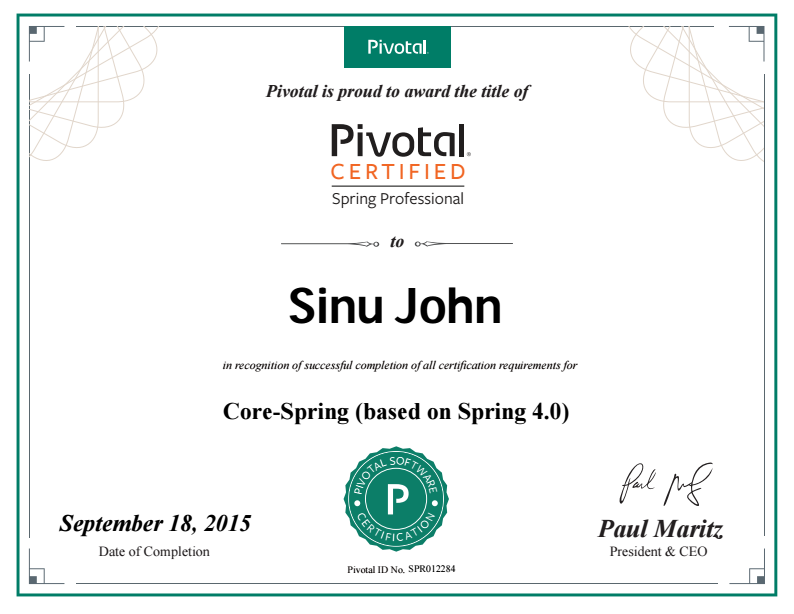 Pivotal
Pivotal is proud to award the title of
Pivotal®
CERTIFIED
Spring Professional
to
Sinu John
in recognition of successful completion of all certification requirements for
Core-Spring (based on Spring 4.0)
PIVOTAL SOFTWARE
P
CERTIFICATION
September 18, 2015
Date of Completion
Paul Maritz
President & CEO
Pivotal ID No. SPR012284